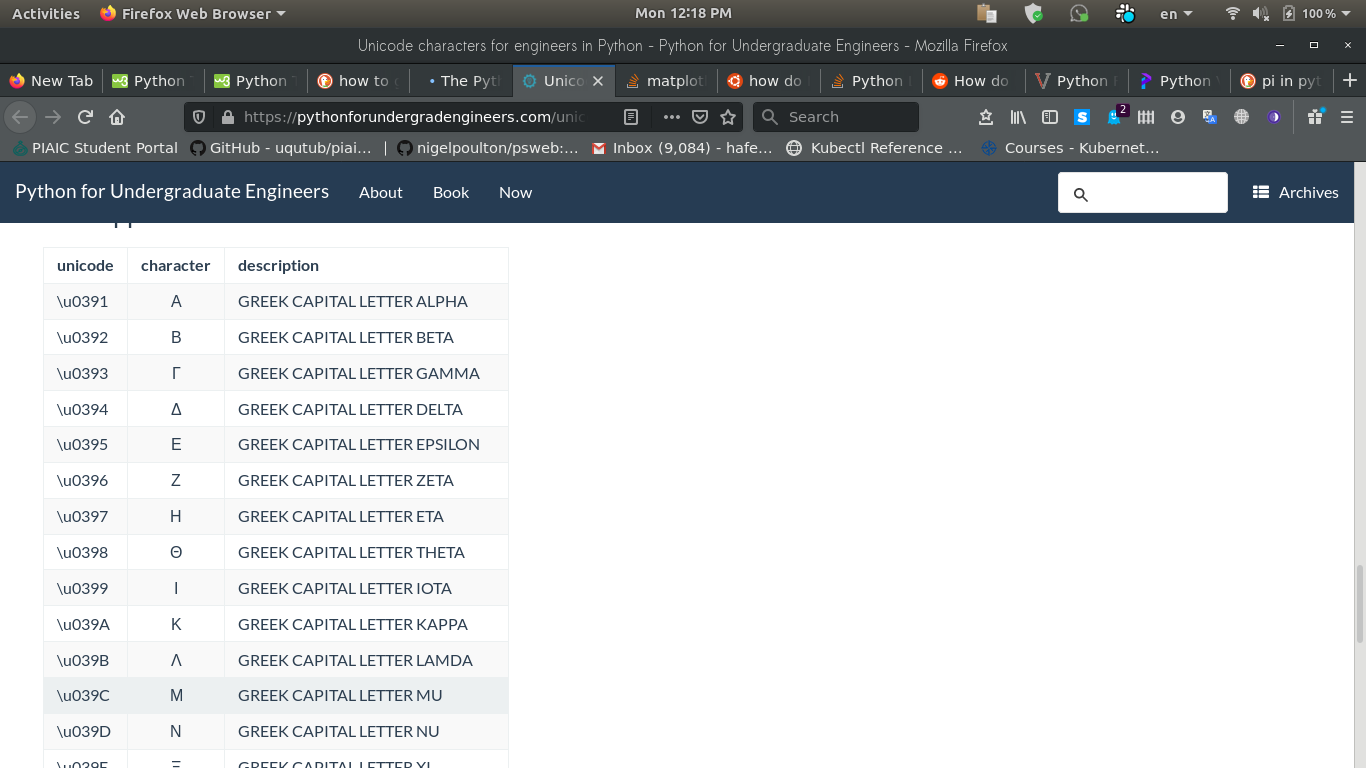 Activities Firefox Web Browser Mon 12:18 PM en 100%
Unicode characters for engineers in Python - Python for Undergraduate Engineers - Mozilla Firefox
New Tab Python Python how to The Pyt Unico matplot how do Python How do Python Python pi in pyt
https://pythonforundergradengineers.com/unic Search 2
PIAIC Student Portal GitHub - uqutub/piai... nigelpoulton/psweb:... Inbox (9,084) - hafe... Kubectl Reference ... Courses - Kubernet...
Python for Undergraduate Engineers About Book Now Archives
unicode character description
\u0391 Α GREEK CAPITAL LETTER ALPHA
\u0392 Β GREEK CAPITAL LETTER BETA
\u0393 Γ GREEK CAPITAL LETTER GAMMA
\u0394 Δ GREEK CAPITAL LETTER DELTA
\u0395 Ε GREEK CAPITAL LETTER EPSILON
\u0396 Ζ GREEK CAPITAL LETTER ZETA
\u0397 Η GREEK CAPITAL LETTER ETA
\u0398 Θ GREEK CAPITAL LETTER THETA
\u0399 Ι GREEK CAPITAL LETTER IOTA
\u039A Κ GREEK CAPITAL LETTER KAPPA
\u039B Λ GREEK CAPITAL LETTER LAMDA
\u039C Μ GREEK CAPITAL LETTER MU
\u039D Ν GREEK CAPITAL LETTER NU
\u039E Ξ GREEK CAPITAL LETTER XI